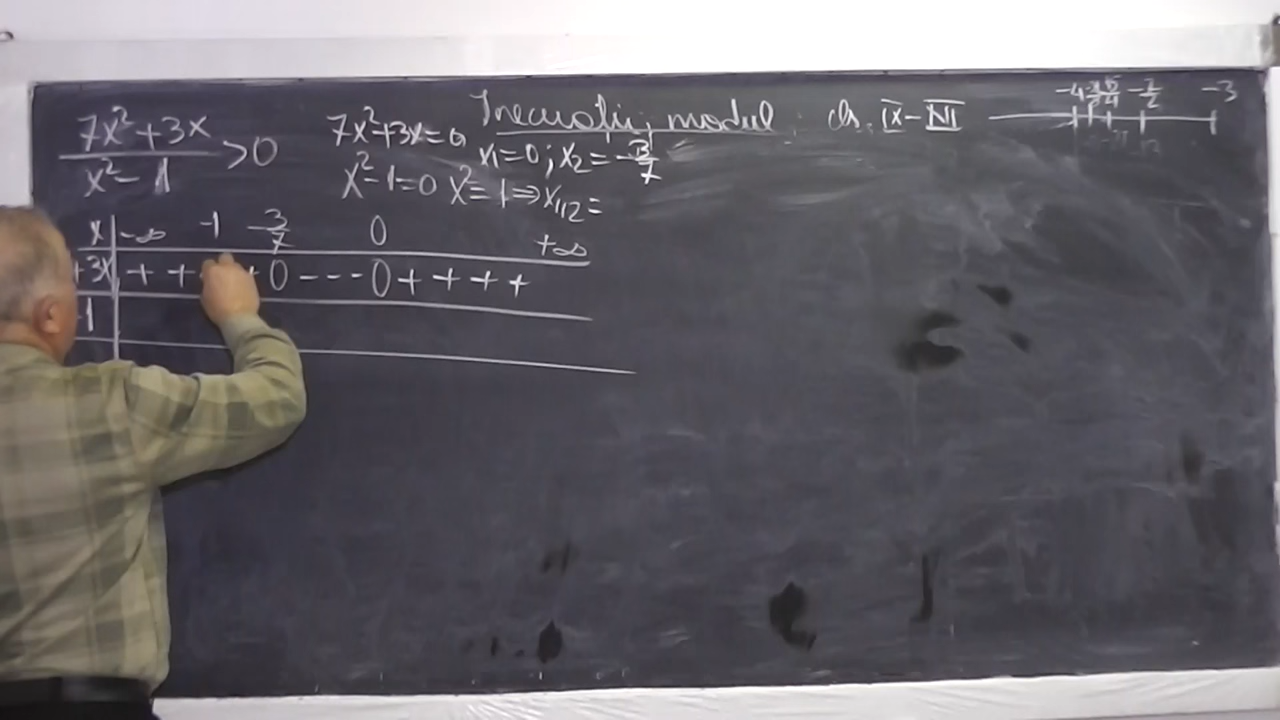 Inecuații, modul. Cls. IX-XII
(7x²+3x)/(x²-1) > 0
7x²+3x=0
x₁=0; x₂=-3/7
x²-1=0 x²=1⇒x₁,₂=
x -∞ -1 -3/7 0 +∞
+3x + + + 0 - - - 0 + + + +
-1
-4 -7/2 -3